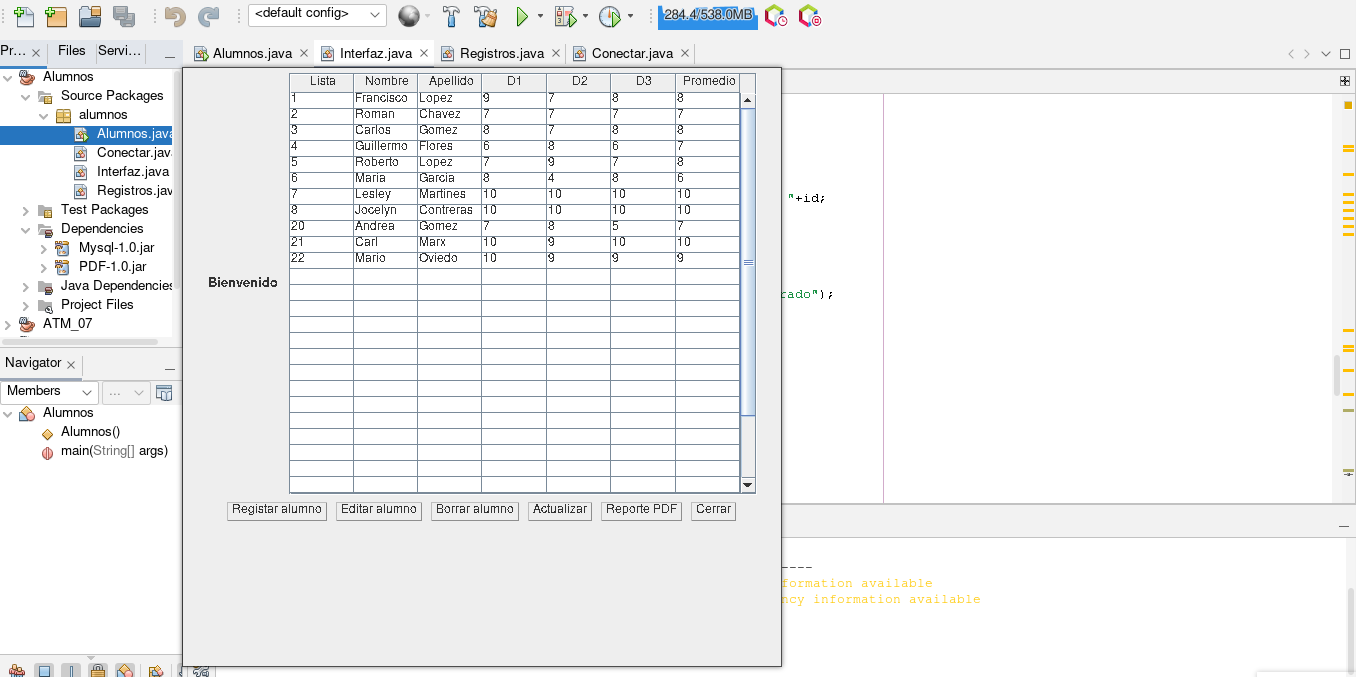 <default config>
284.4/538.0MB
Pr...
Files
Servi...
Alumnos.java
Interfaz.java
Registros.java
Conectar.java
Alumnos
Source Packages
alumnos
Alumnos.java
Conectar.jav
Interfaz.java
Registros.jav
Test Packages
Dependencies
Mysql-1.0.jar
PDF-1.0.jar
Java Dependencies
Project Files
ATM_07
Navigator
Members
...
Alumnos
Alumnos()
main(String[] args)
Bienvenido
Lista Nombre Apellido D1 D2 D3 Promedio
1 Francisco Lopez 9 7 8 8
2 Roman Chavez 7 7 7 7
3 Carlos Gomez 8 7 8 8
4 Guillermo Flores 6 8 6 7
5 Roberto Lopez 7 9 7 8
6 Maria Garcia 8 4 8 6
7 Lesley Martines 10 10 10 10
8 Jocelyn Contreras 10 10 10 10
20 Andrea Gomez 7 8 5 7
21 Carl Marx 10 9 10 10
22 Mario Oviedo 10 9 9 9
Registar alumno Editar alumno Borrar alumno Actualizar Reporte PDF Cerrar
"+id;
rado");
----
formation available
ncy information available